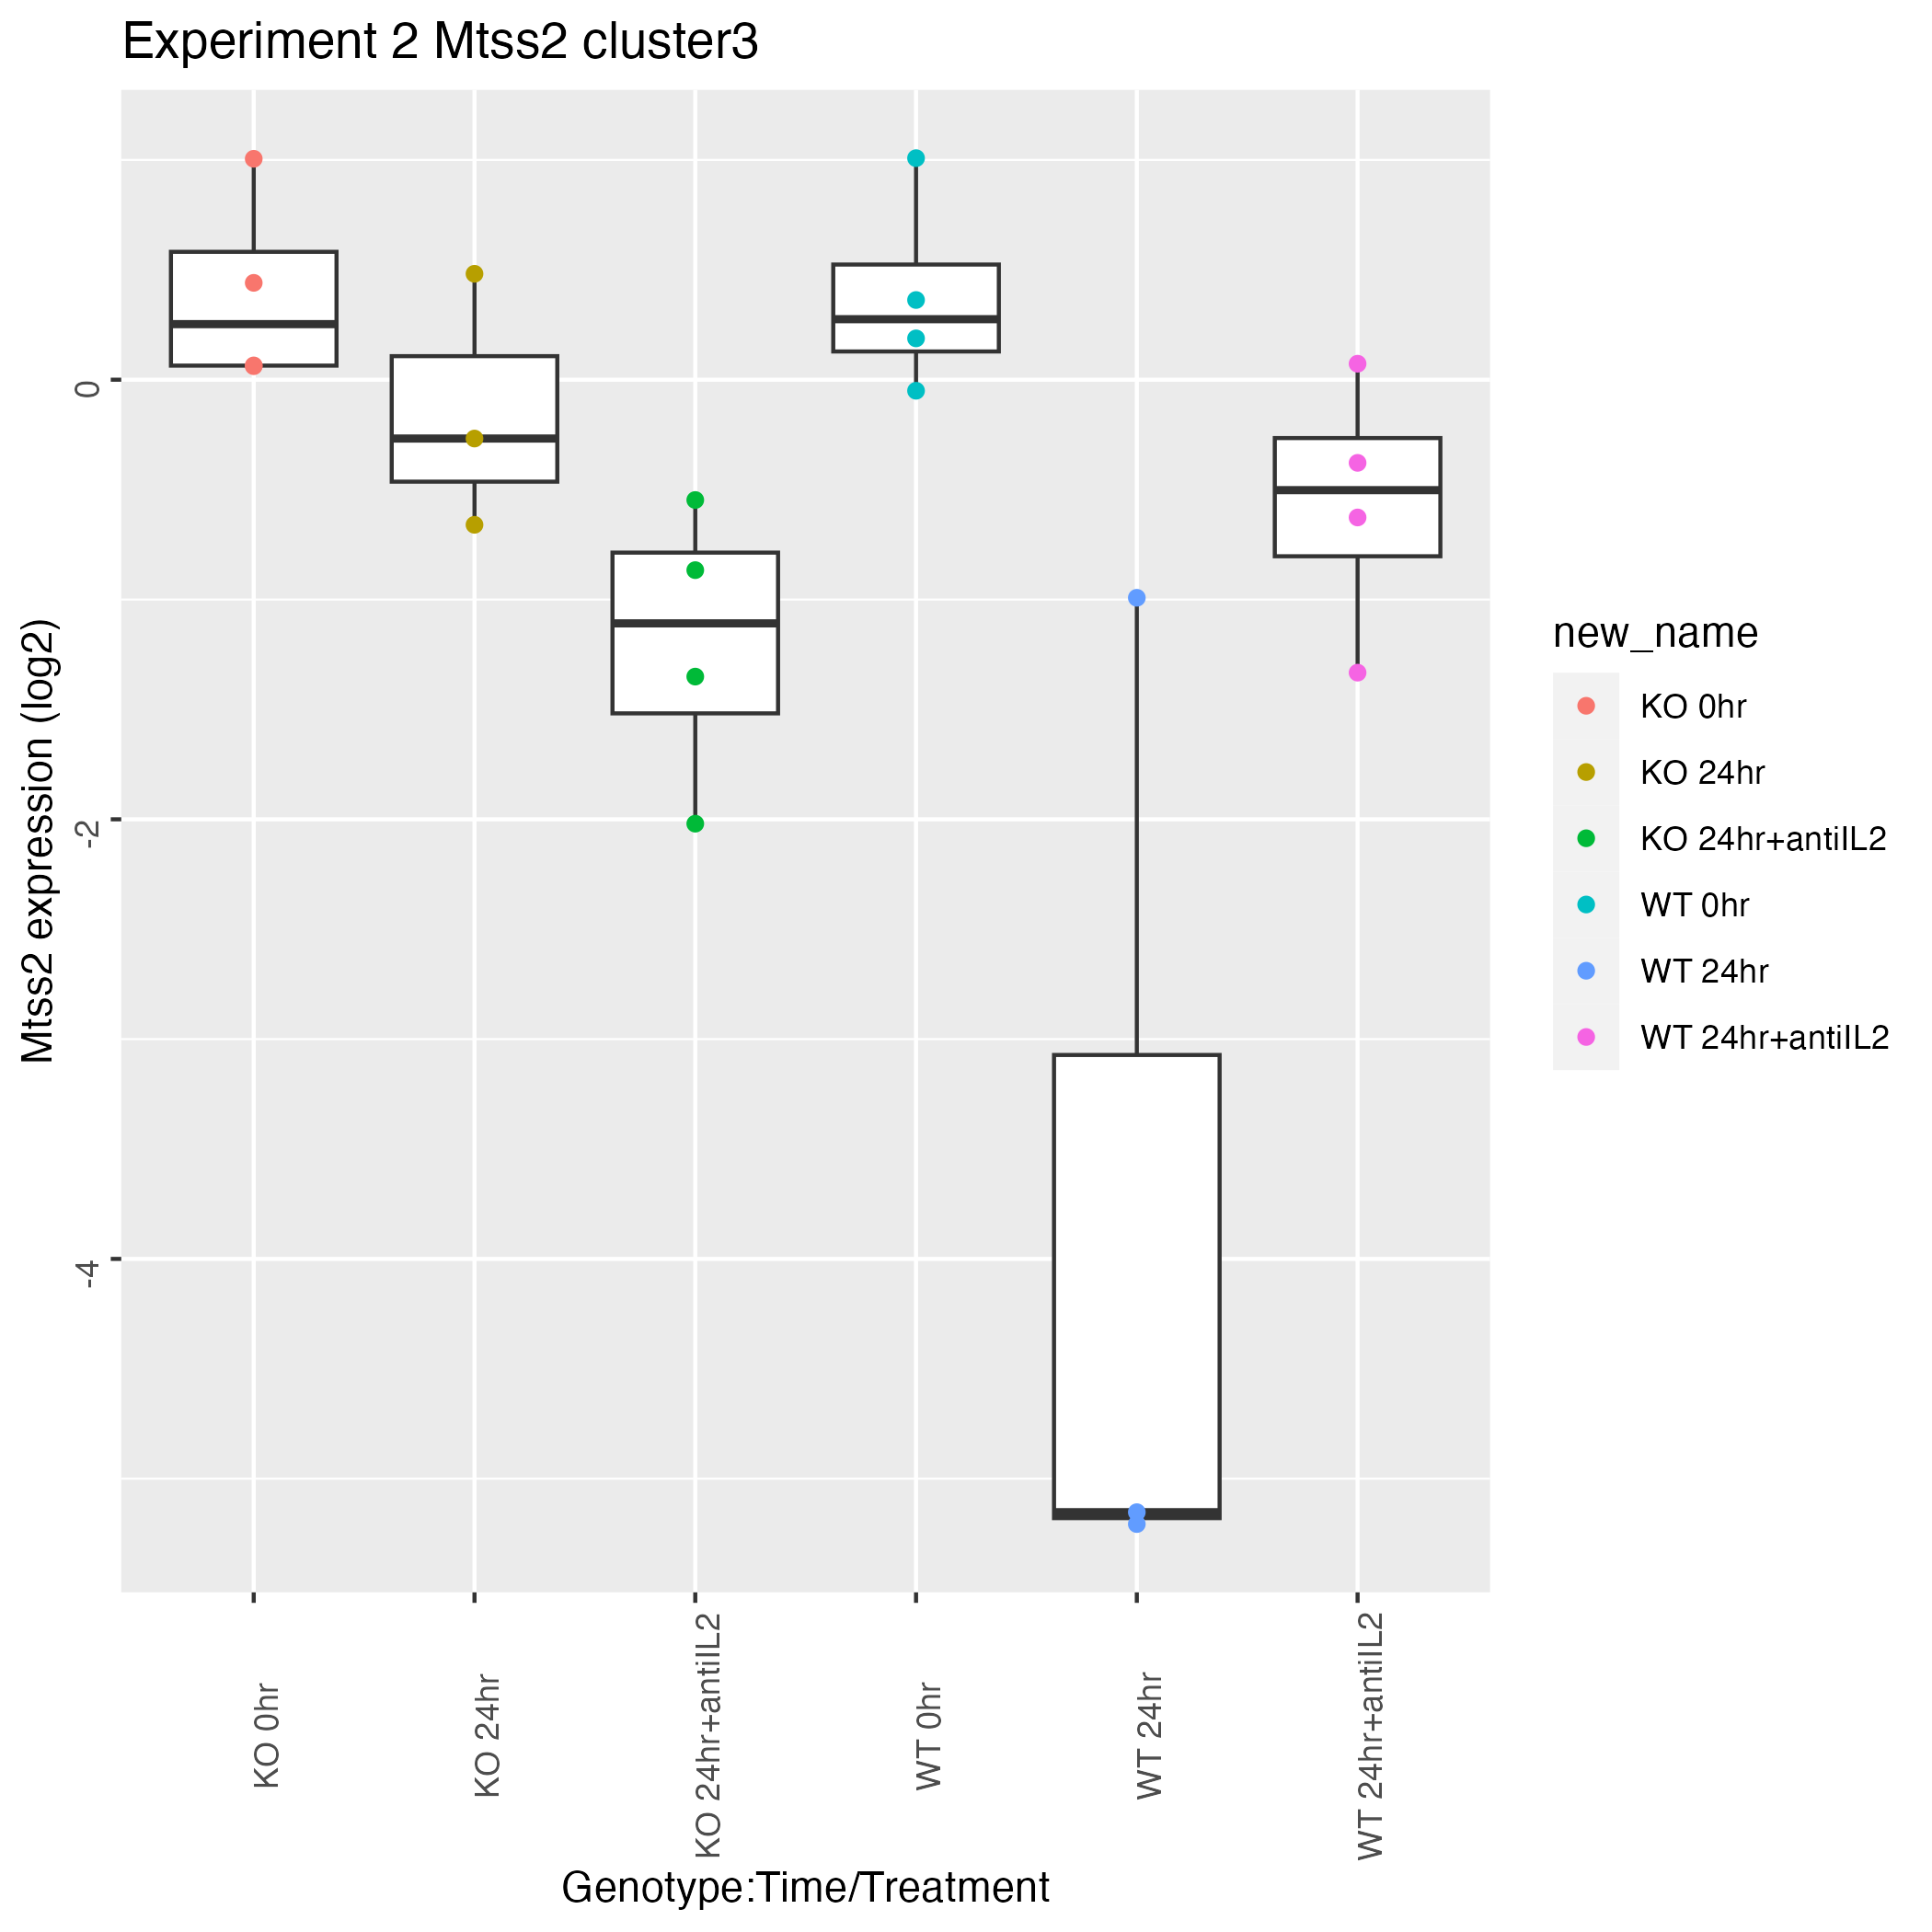 Experiment 2 Mtss2 cluster3
Mtss2 expression (log2)
0
-2
-4
KO 0hr
KO 24hr
KO 24hr+antiIL2
WT 0hr
WT 24hr
WT 24hr+antiIL2
Genotype:Time/Treatment
new_name
KO 0hr
KO 24hr
KO 24hr+antiIL2
WT 0hr
WT 24hr
WT 24hr+antiIL2